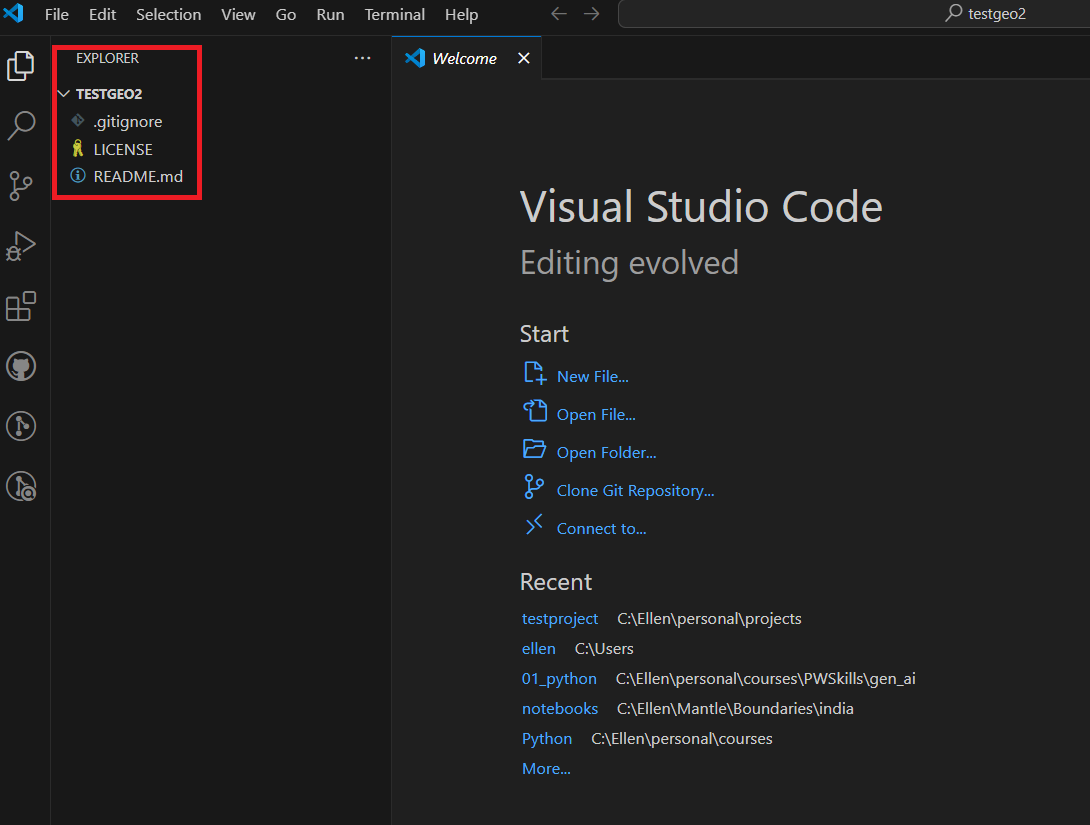 File Edit Selection View Go Run Terminal Help testgeo2
EXPLORER ...
Welcome
TESTGEO2
.gitignore
LICENSE
README.md
Visual Studio Code
Editing evolved
Start
New File...
Open File...
Open Folder...
Clone Git Repository...
Connect to...
Recent
testproject C:\Ellen\personal\projects
ellen C:\Users
01_python C:\Ellen\personal\courses\PWSkills\gen_ai
notebooks C:\Ellen\Mantle\Boundaries\india
Python C:\Ellen\personal\courses
More...